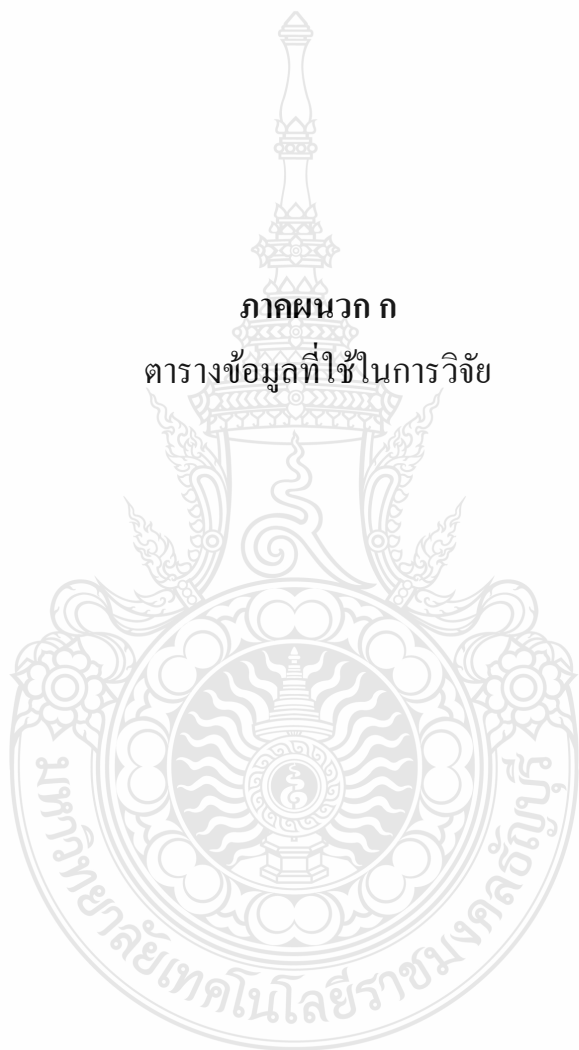 ภาคผนวก ก
ตารางข้อมูลที่ใช้ในการวิจัย
มหาวิทยาลัยเทคโนโลยีราชมงคลธัญบุรี